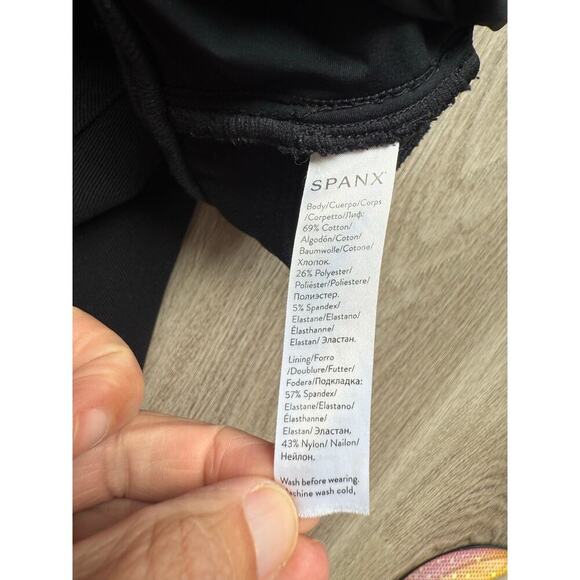 SPANX
Body/Cuerpo/Corps
/Corpetto/Лиф:
69% Cotton/
Algodón/Coton/
Baumwolle/Cotone/
Хлопок.
26% Polyester/
Poliéster/Poliestere/
Полиэстер.
5% Spandex/
Elastane/Elastano/
Élasthanne/
Elastan/ Эластан.
Lining/Forro
/Doublure/Futter/
Fodera/Подкладка:
57% Spandex/
Elastane/Elastano/
Élasthanne/
Elastan/ Эластан,
43% Nylon/ Nailon/
Нейлон.
Wash before wearing.
wash cold,